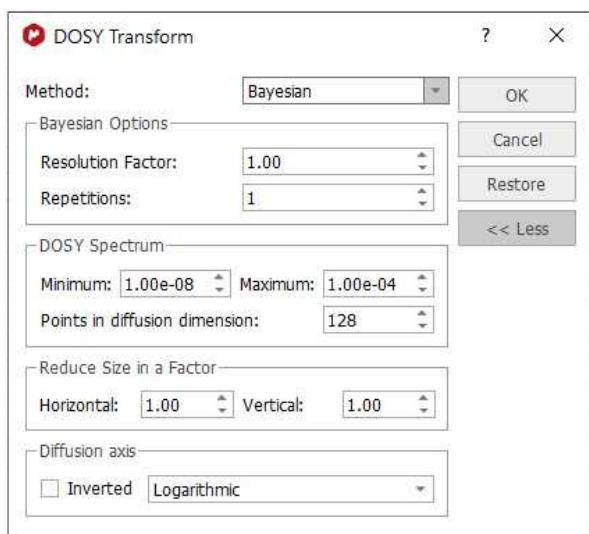 DOSY Transform ? ×
Method: Bayesian OK
Bayesian Options Cancel
Resolution Factor: 1.00
Repetitions: 1 Restore
<< Less
DOSY Spectrum
Minimum: 1.00e-08 Maximum: 1.00e-04
Points in diffusion dimension: 128
Reduce Size in a Factor
Horizontal: 1.00 Vertical: 1.00
Diffusion axis
Inverted Logarithmic